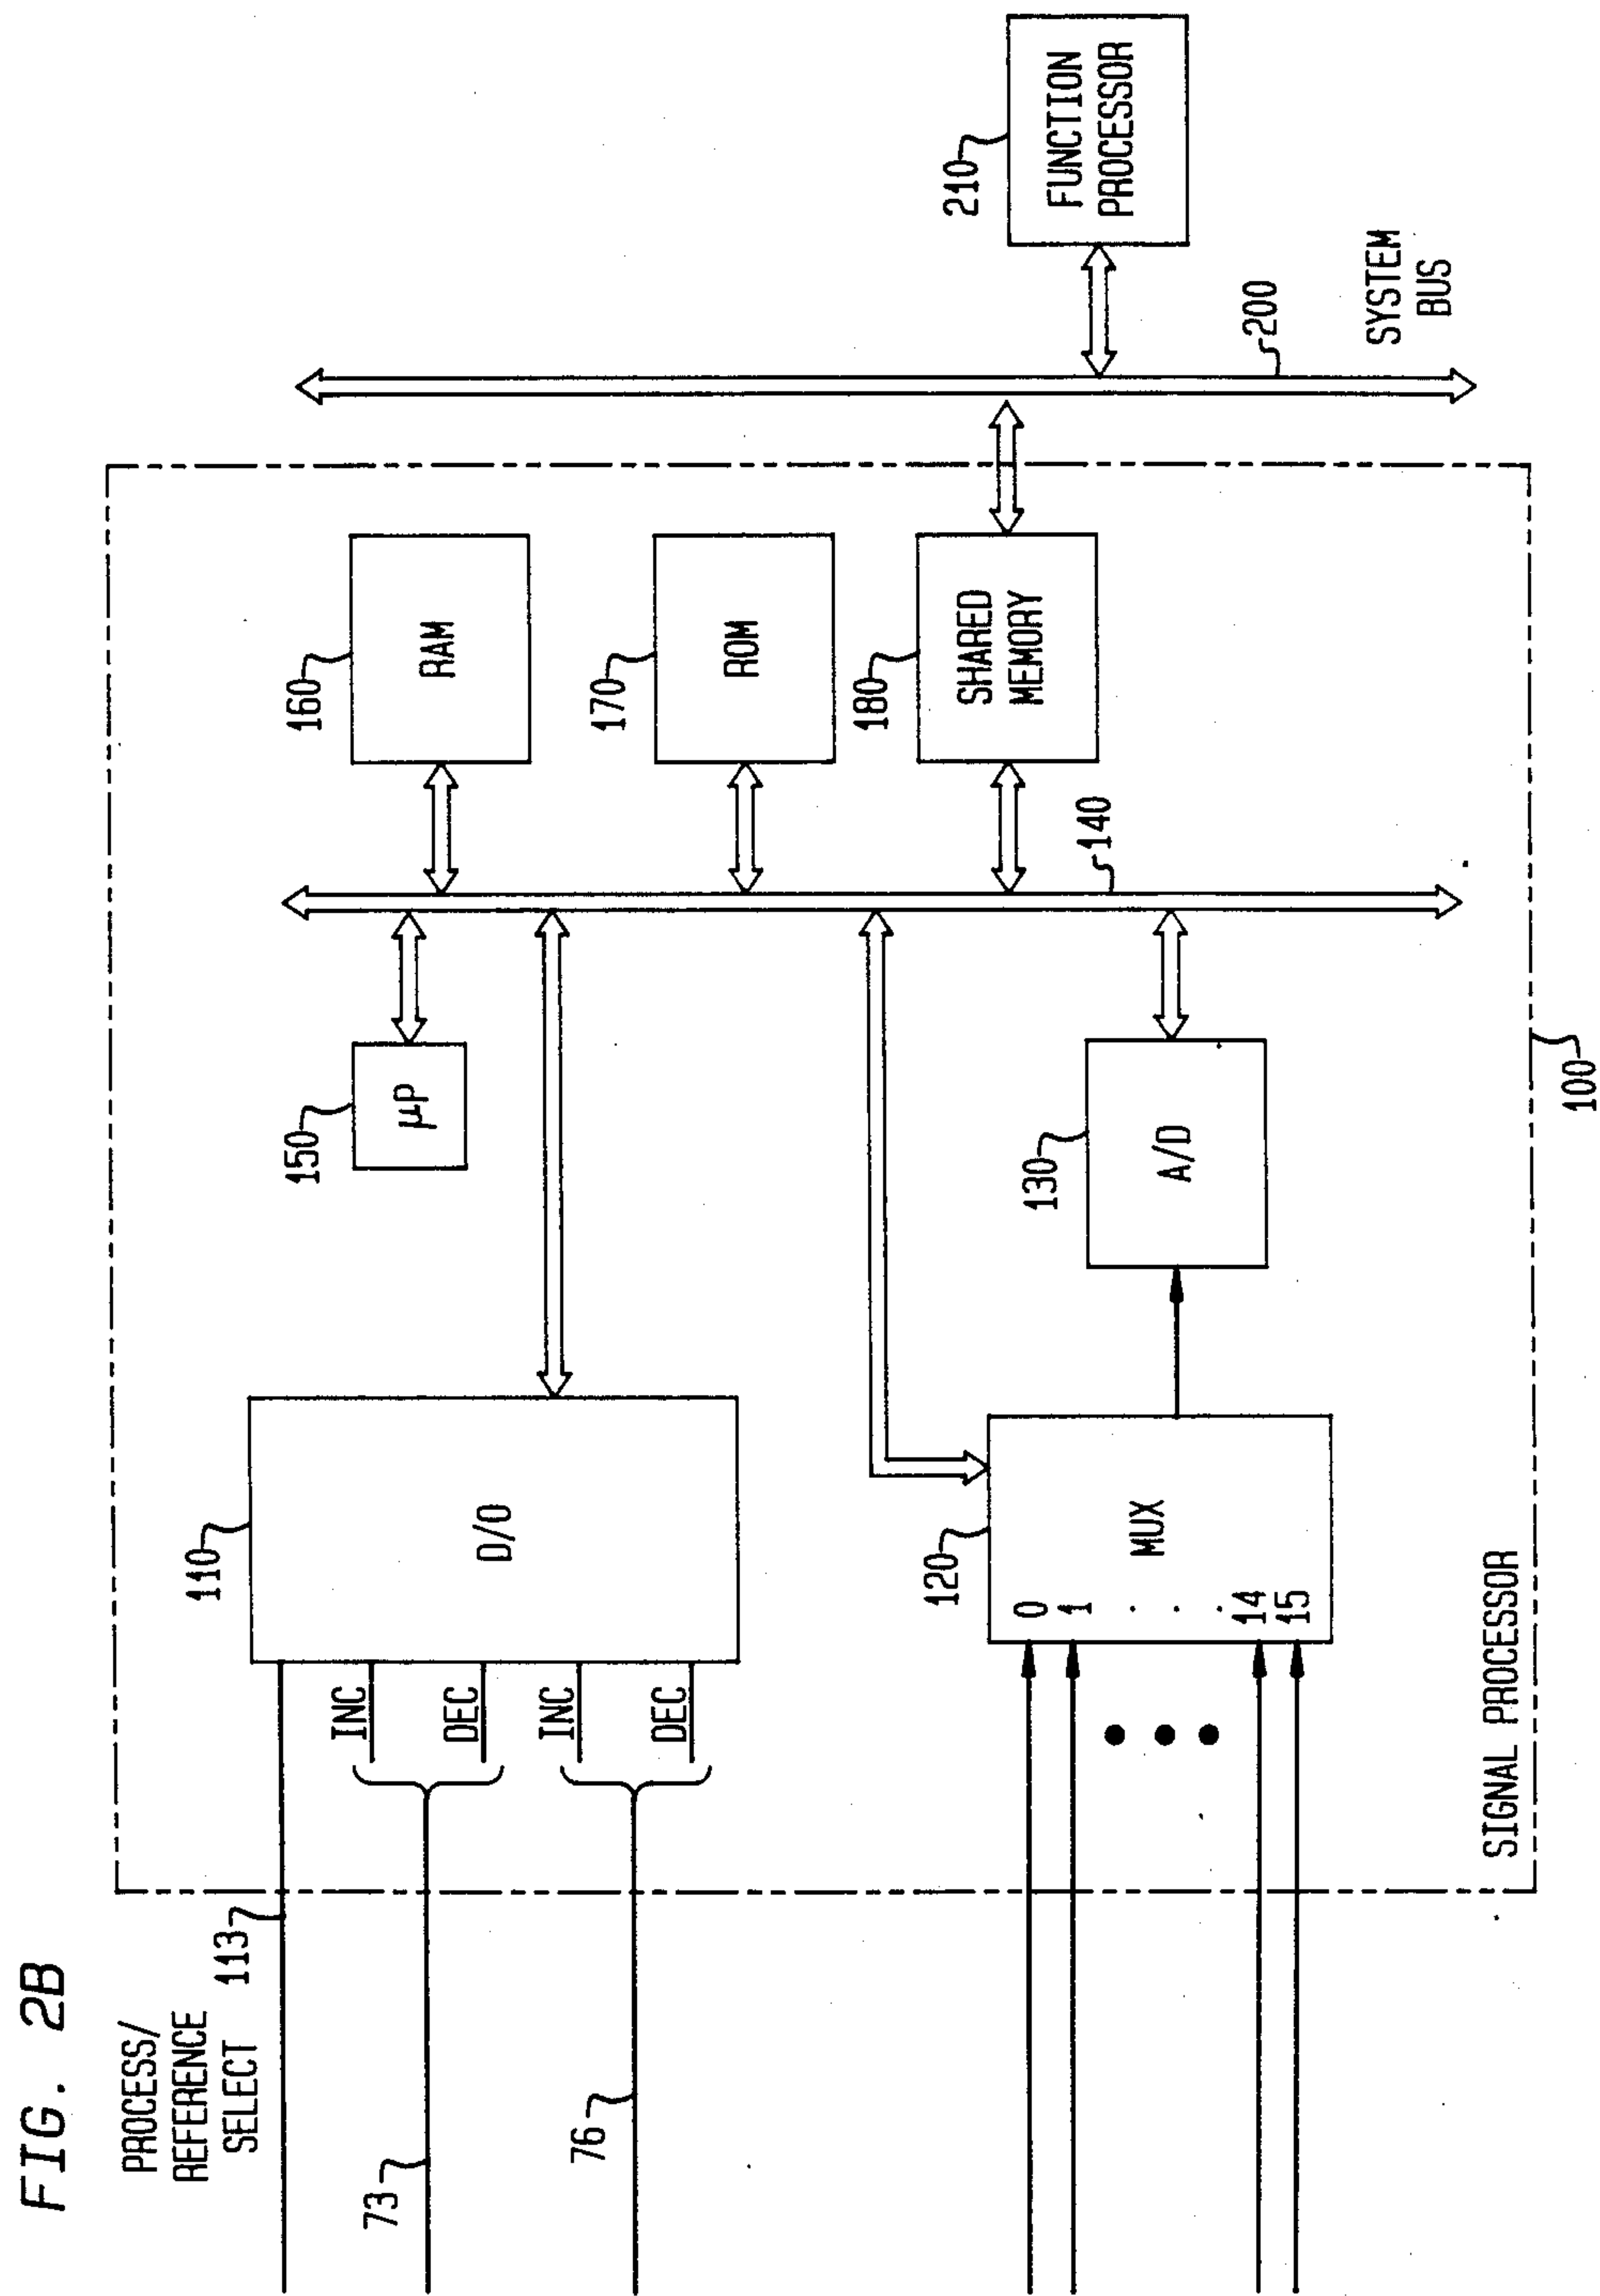 FIG. 2B
PROCESS/
REFERENCE
SELECT
113
73
76
110
D/O
INC
DEC
INC
DEC
150
µP
160
RAM
170
ROM
180
SHARED
MEMORY
140
120
MUX
0
1
.
.
.
14
15
130
A/D
SIGNAL PROCESSOR
100
200
SYSTEM
BUS
210
FUNCTION
PROCESSOR